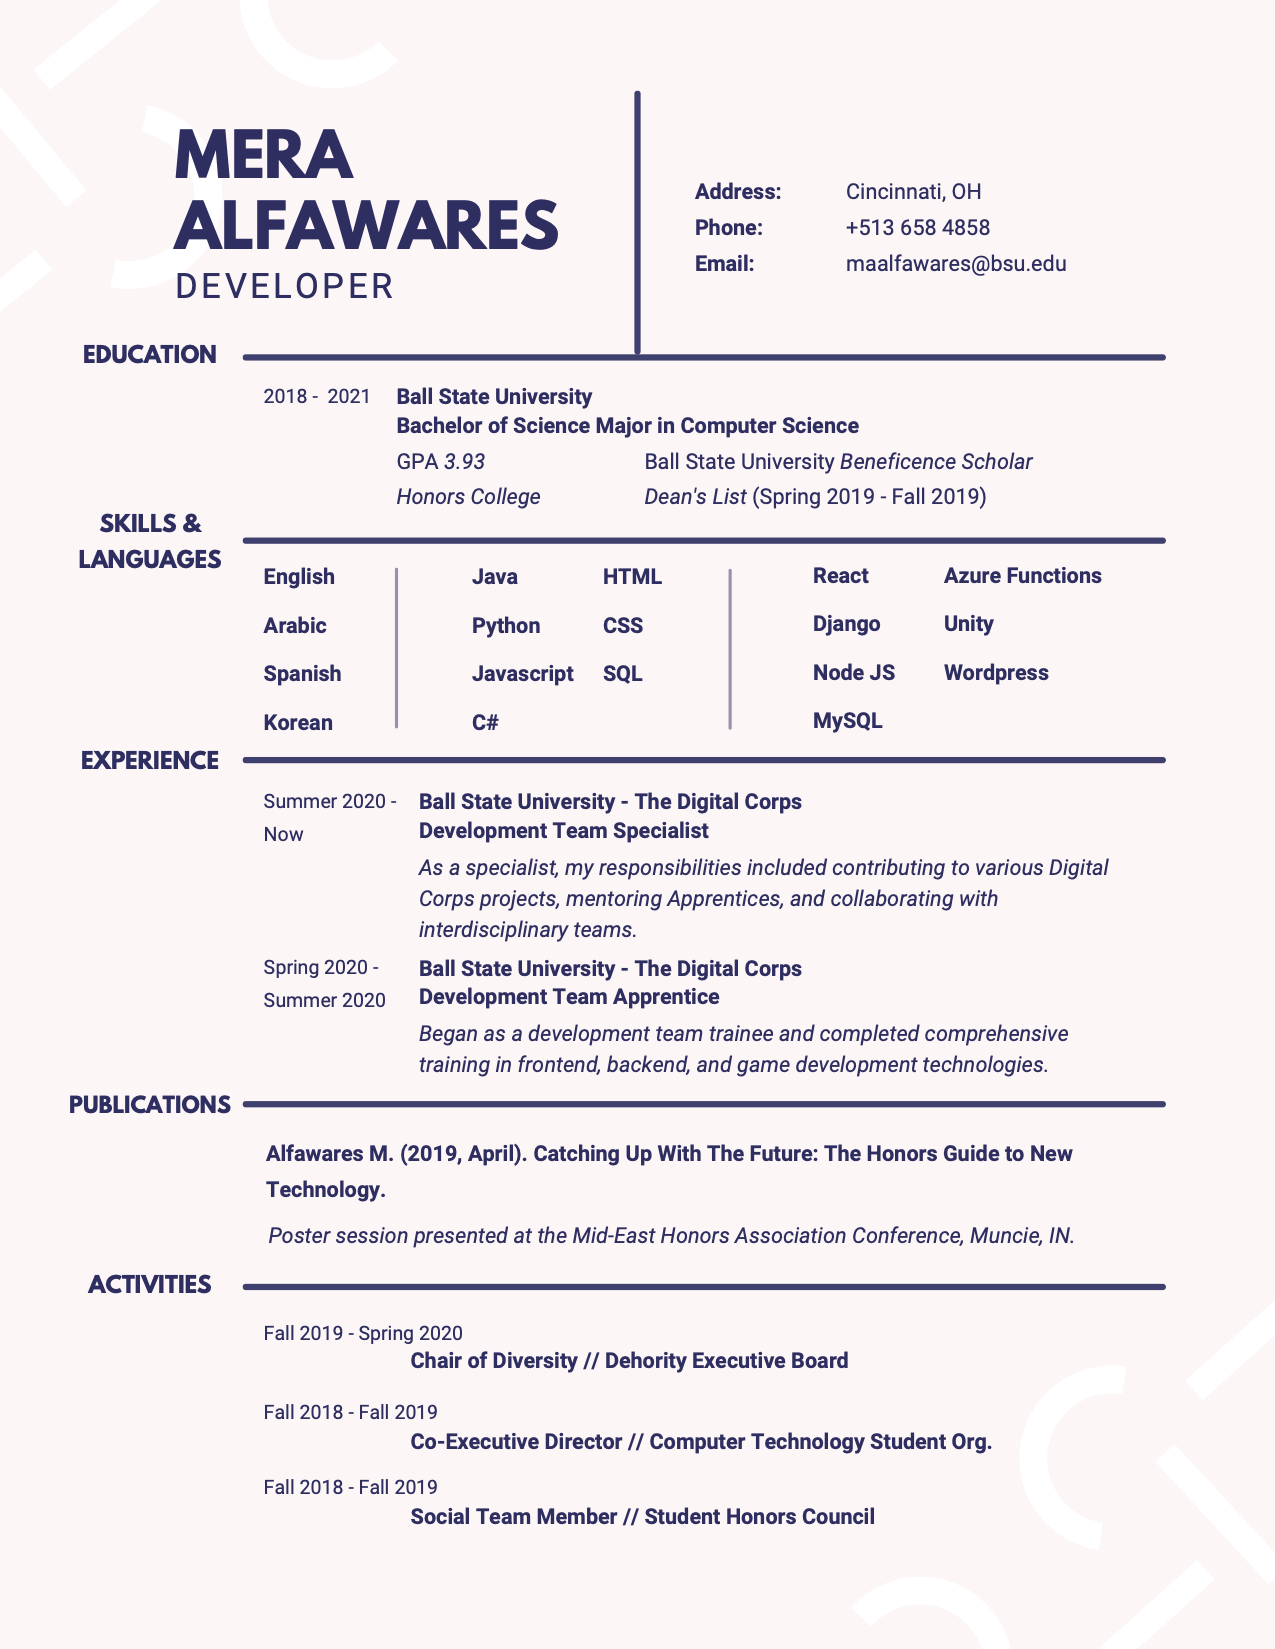 MERA
ALFAWARES
DEVELOPER
Address: Cincinnati, OH
Phone: +513 658 4858
Email: maalfawares@bsu.edu
EDUCATION
2018 - 2021 Ball State University
Bachelor of Science Major in Computer Science
GPA 3.93 Ball State University Beneficence Scholar
Honors College Dean's List (Spring 2019 - Fall 2019)
SKILLS &
LANGUAGES
English Java HTML React Azure Functions
Arabic Python CSS Django Unity
Spanish Javascript SQL Node JS Wordpress
Korean C# MySQL
EXPERIENCE
Summer 2020 - Ball State University - The Digital Corps
Now Development Team Specialist
As a specialist, my responsibilities included contributing to various Digital
Corps projects, mentoring Apprentices, and collaborating with
interdisciplinary teams.
Spring 2020 - Ball State University - The Digital Corps
Summer 2020 Development Team Apprentice
Began as a development team trainee and completed comprehensive
training in frontend, backend, and game development technologies.
PUBLICATIONS
Alfawares M. (2019, April). Catching Up With The Future: The Honors Guide to New
Technology.
Poster session presented at the Mid-East Honors Association Conference, Muncie, IN.
ACTIVITIES
Fall 2019 - Spring 2020
Chair of Diversity // Dehority Executive Board
Fall 2018 - Fall 2019
Co-Executive Director // Computer Technology Student Org.
Fall 2018 - Fall 2019
Social Team Member // Student Honors Council